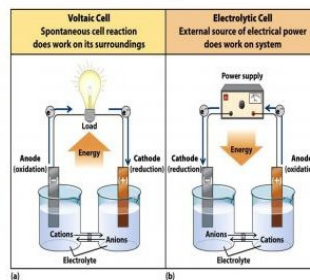 Voltaic Cell
Spontaneous cell reaction
does work on its surroundings
Electrolytic Cell
External source of electrical power
does work on system
Load
Energy
Anode
(oxidation)
Cathode
(reduction)
−
+
Cations
Anions
Electrolyte
(a)
Power supply
Energy
Cathode
(reduction)
Anode
(oxidation)
−
+
Anions
Cations
Electrolyte
(b)